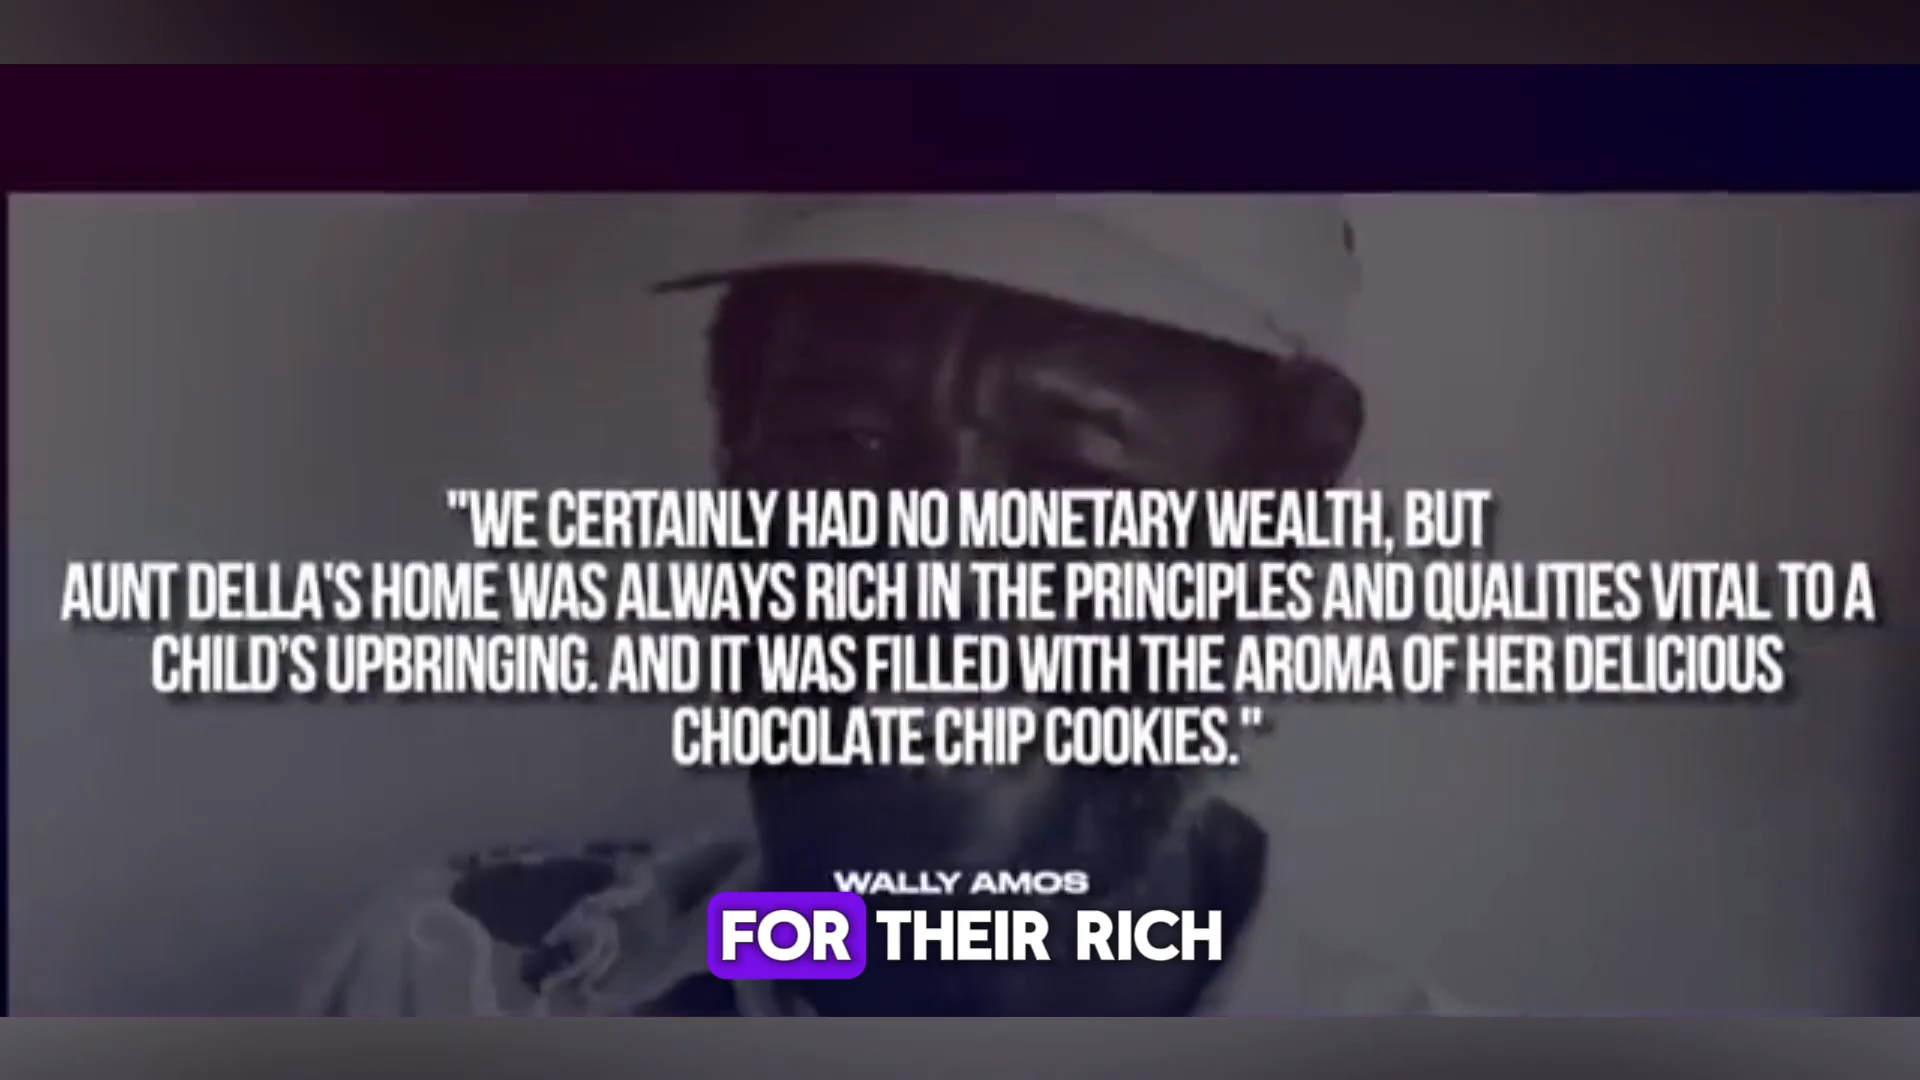 "WE CERTAINLY HAD NO MONETARY WEALTH, BUT
AUNT DELLA'S HOME WAS ALWAYS RICH IN THE PRINCIPLES AND QUALITIES VITAL TO A
CHILD'S UPBRINGING. AND IT WAS FILLED WITH THE AROMA OF HER DELICIOUS
CHOCOLATE CHIP COOKIES."
WALLY AMOS
FOR THEIR RICH